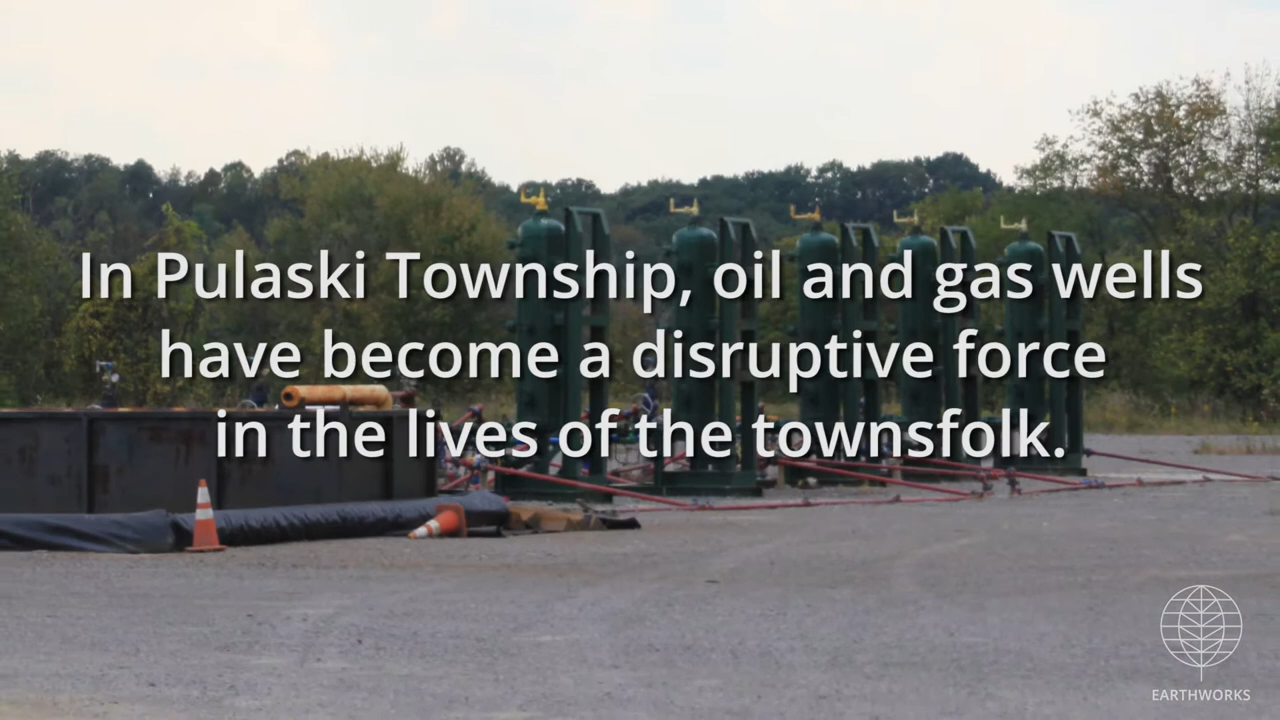 In Pulaski Township, oil and gas wells
have become a disruptive force
in the lives of the townsfolk.
EARTHWORKS